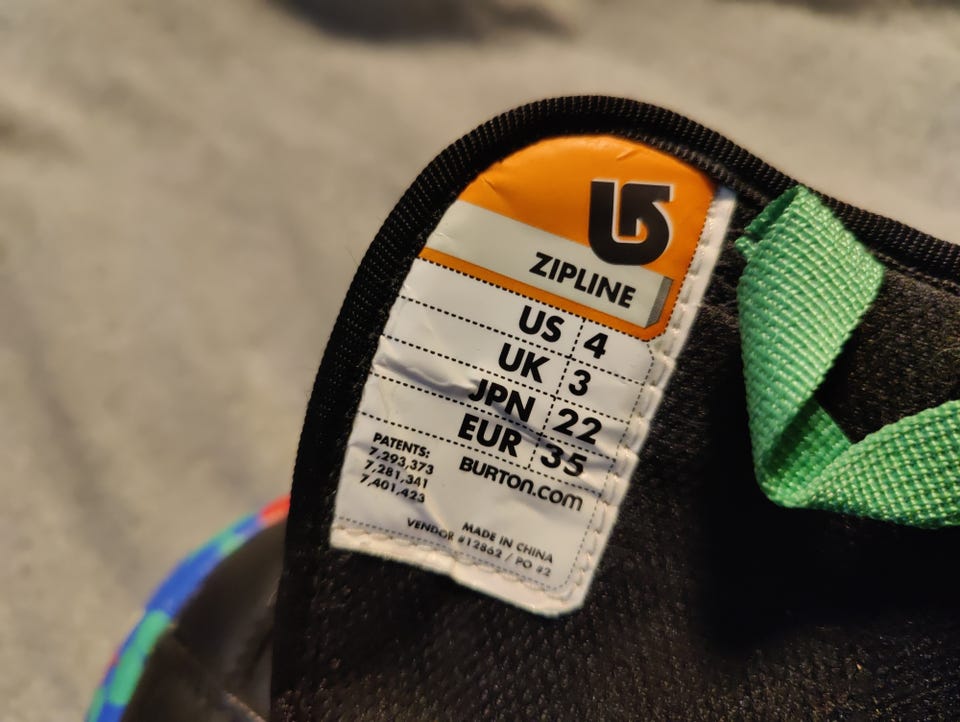 ZIPLINE
US 4
UK 3
JPN 22
EUR 35
PATENTS:
7,293,373
7,281,341
7,401,423
BURTON.COM
MADE IN CHINA
VENDOR #12862 / PO #2